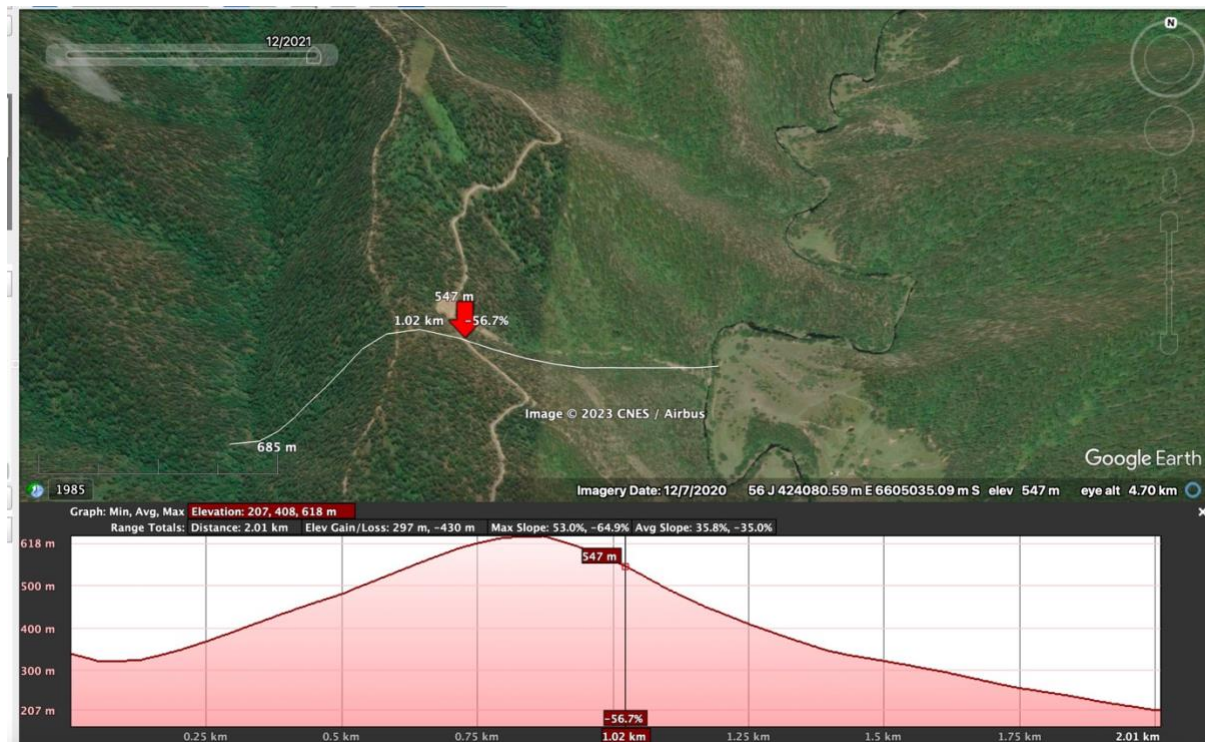 12/2021
N
547 m
1.02 km -56.7%
Image © 2023 CNES / Airbus
685 m
Google Earth
1985
Imagery Date: 12/7/2020 56 J 424080.59 m E 6605035.09 m S elev 547 m eye alt 4.70 km
Graph: Min, Avg, Max Elevation: 207, 408, 618 m
Range Totals: Distance: 2.01 km Elev Gain/Loss: 297 m, -430 m Max Slope: 53.0%, -64.9% Avg Slope: 35.8%, -35.0%
618 m
547 m
500 m
400 m
300 m
207 m
-56.7%
0.25 km 0.5 km 0.75 km 1.02 km 1.25 km 1.5 km 1.75 km 2.01 km